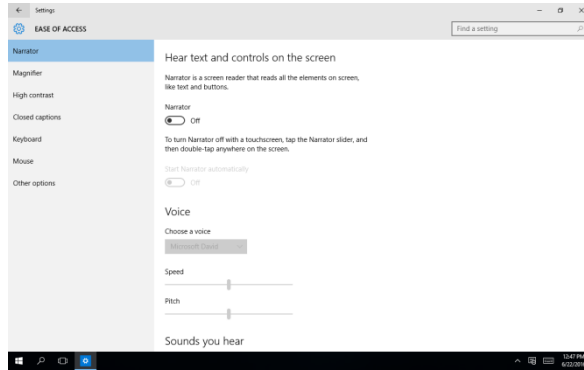 Settings
EASE OF ACCESS
Find a setting
Narrator
Magnifier
High contrast
Closed captions
Keyboard
Mouse
Other options
Hear text and controls on the screen
Narrator is a screen reader that reads all the elements on screen,
like text and buttons.
Narrator
Off
To turn Narrator off with a touchscreen, tap the Narrator slider, and
then double-tap anywhere on the screen.
Start Narrator automatically
Off
Voice
Choose a voice
Microsoft David
Speed
Pitch
Sounds you hear
12:47 PM